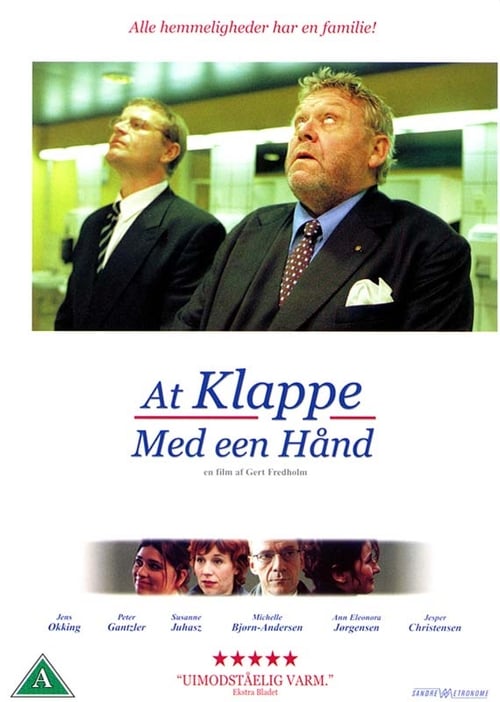 Alle hemmeligheder har en familie!
At Klappe
Med een Hånd
en film af Gert Fredholm
Jens Okking
Peter Gantzler
Susanne Juhasz
Michelle Bjørn-Andersen
Ann Eleonora Jørgensen
Jesper Christensen
"UIMODSTÅELIG VARM."
Ekstra Bladet
A
SANDREW METRONOME